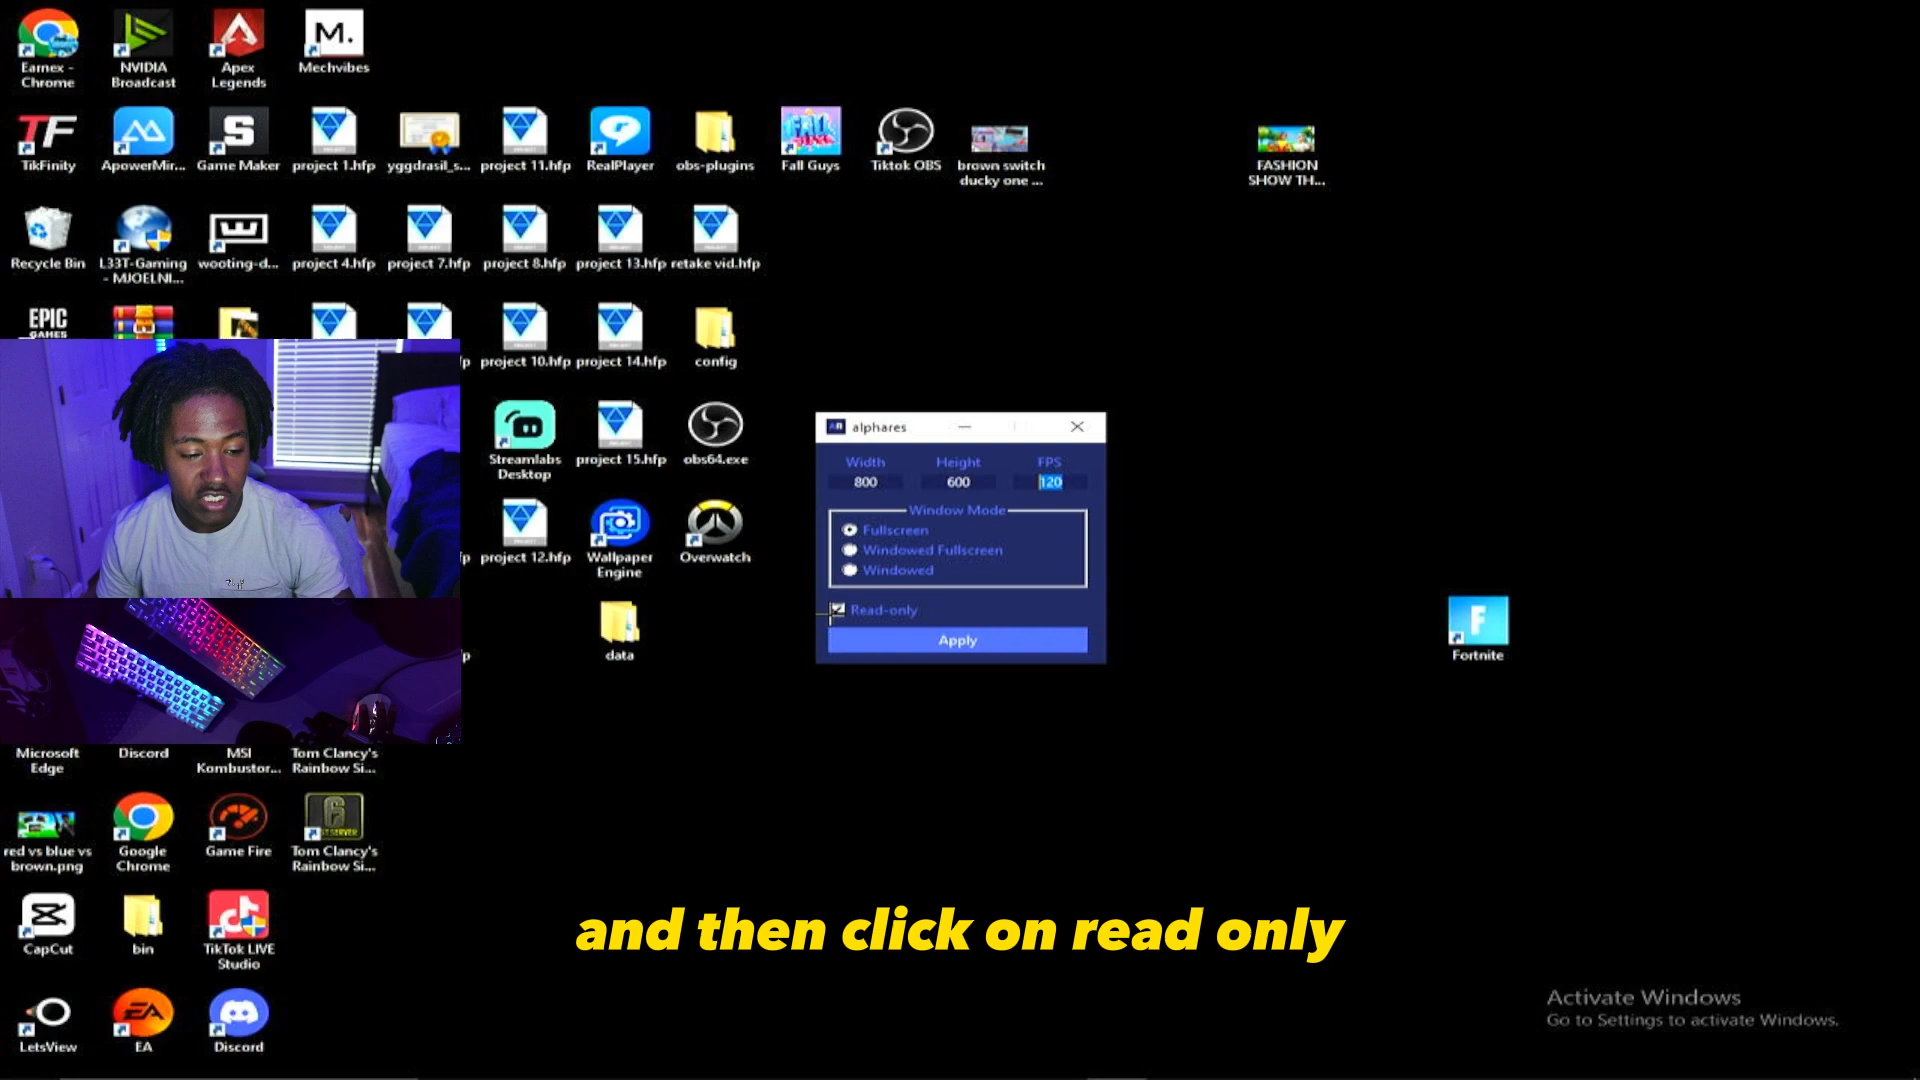 Earnex -
Chrome
NVIDIA
Broadcast
Apex
Legends
M.
Mechvibes
TF
TikFinity
ApowerMir...
S
Game Maker
project 1.hfp
yggdrasil_s...
project 11.hfp
RealPlayer
obs-plugins
FALL
GUYS
Fall Guys
Tiktok OBS
brown switch
ducky one ...
FASHION
SHOW TH...
Recycle Bin
L33T-Gaming
- MJOELNI...
wooting-d...
project 4.hfp
project 7.hfp
project 8.hfp
project 13.hfp
retake vid.hfp
EPIC
GAMES
project 10.hfp
project 14.hfp
config
alphares
Width
Height
FPS
800
600
120
Window Mode
Fullscreen
Windowed Fullscreen
Windowed
Read-only
Apply
Streamlabs
Desktop
project 15.hfp
obs64.exe
project 12.hfp
Wallpaper
Engine
Overwatch
data
F
Fortnite
Microsoft
Edge
Discord
MSI
Kombustor...
Tom Clancy's
Rainbow Si...
red vs blue vs
brown.png
Google
Chrome
Game Fire
6
Tom Clancy's
Rainbow Si...
CapCut
bin
TikTok LIVE
Studio
and then click on read only
LetsView
EA
EA
Discord
Activate Windows
Go to Settings to activate Windows.